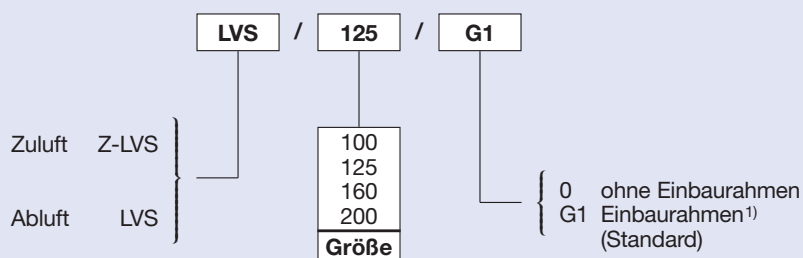 LVS / 125 / G1
Zuluft Z-LVS
Abluft LVS
100
125
160
200
Größe
0 ohne Einbaurahmen
G1 Einbaurahmen1)
(Standard)